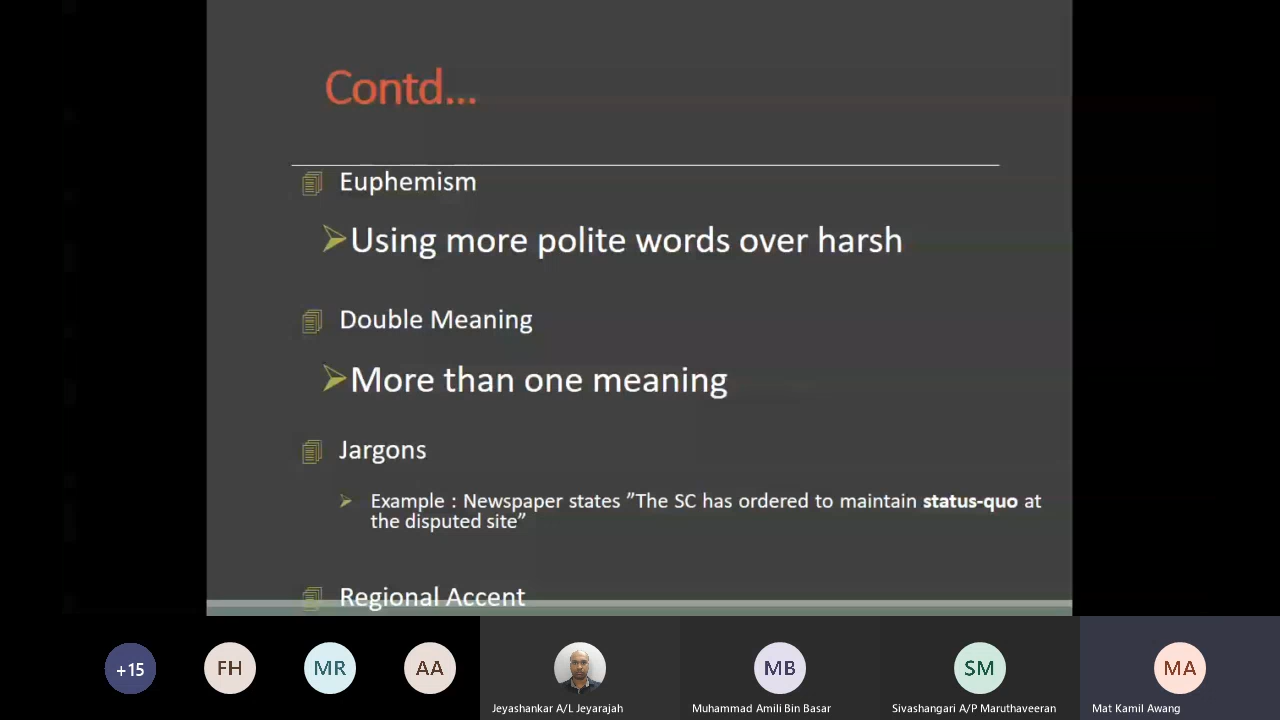 Contd...
Euphemism
Using more polite words over harsh
Double Meaning
More than one meaning
Jargons
Example : Newspaper states ”The SC has ordered to maintain status-quo at
the disputed site”
Regional Accent
+15
FH
MR
AA
MB
SM
MA
Jeyashankar A/L Jeyarajah
Muhammad Amili Bin Basar
Sivashangari A/P Maruthaveeran
Mat Kamil Awang